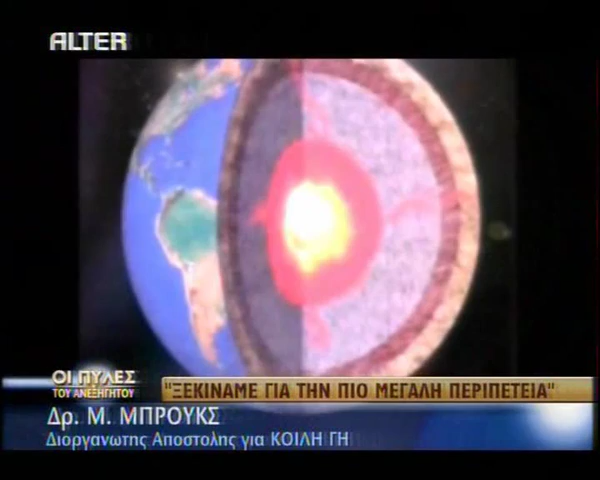 ALTER
ΟΙ ΠΥΛΕΣ
ΤΟΥ ΑΝΕΞΗΓΗΤΟΥ
"ΞΕΚΙΝΑΜΕ ΓΙΑ ΤΗΝ ΠΙΟ ΜΕΓΑΛΗ ΠΕΡΙΠΕΤΕΙΑ"
Δρ. Μ. ΜΠΡΟΥΚΣ
Διοργανωτης Αποστολης για ΚΟΙΛΗ ΓΗ